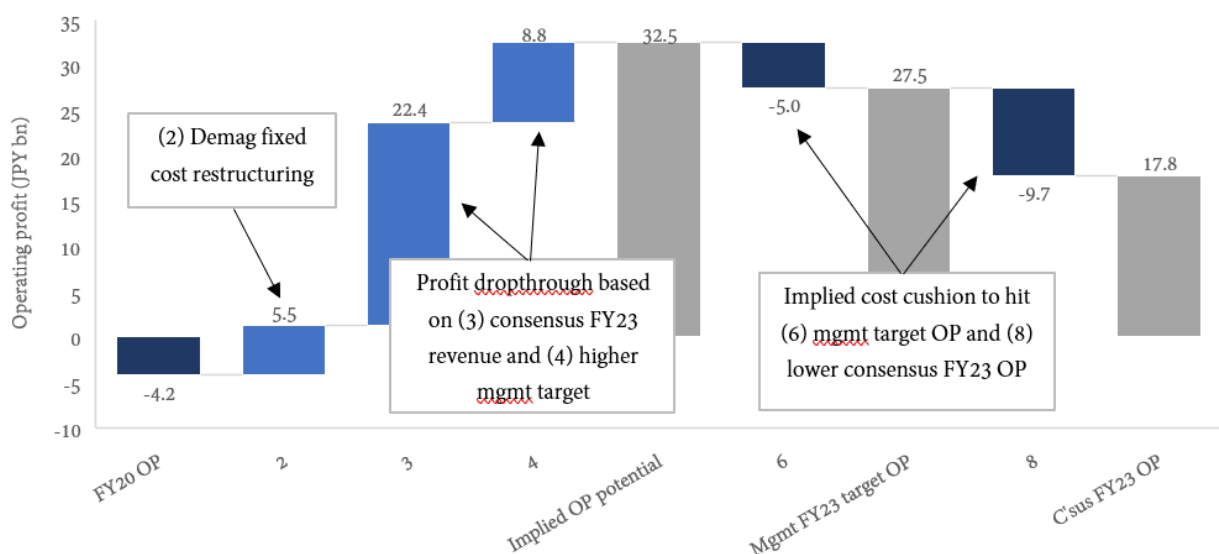 35
30
25
20
15
10
5
0
-5
-10
Operating profit (JPY bn)
-4.2
5.5
22.4
8.8
32.5
-5.0
27.5
-9.7
17.8
(2) Demag fixed
cost restructuring
Profit dropthrough based
on (3) consensus FY23
revenue and (4) higher
mgmt target
Implied cost cushion to hit
(6) mgmt target OP and (8)
lower consensus FY23 OP
FY20 OP
2
3
4
Implied OP potential
6
Mgmt FY23 target OP
8
C'sus FY23 OP